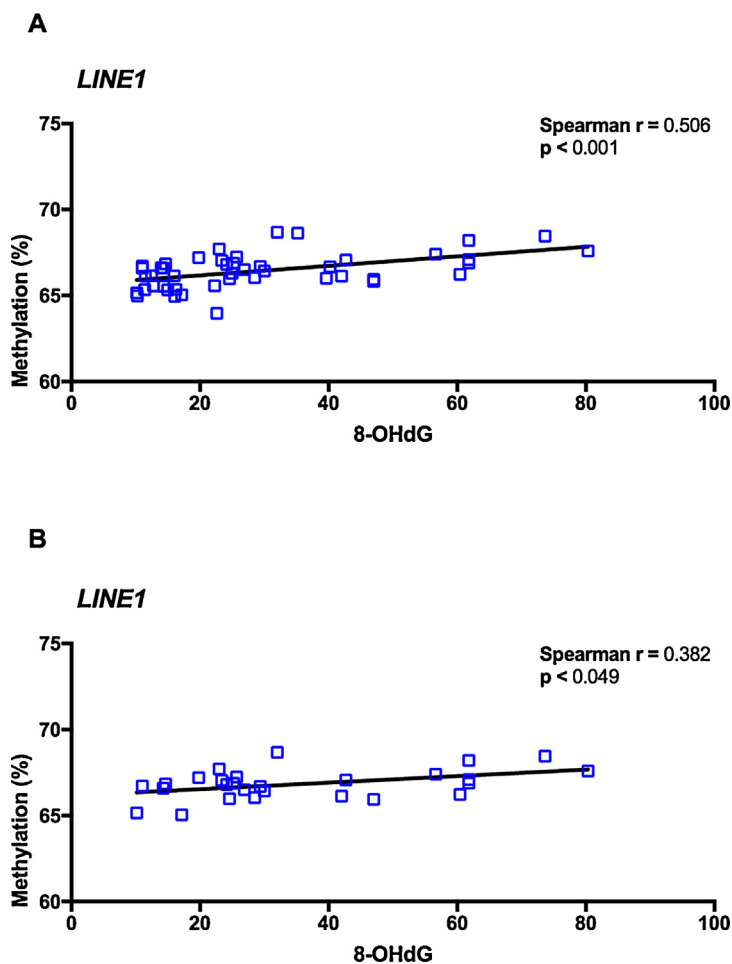 A
LINE1
75
Spearman r = 0.506
p < 0.001
70
65
60
Methylation (%)
0 20 40 60 80 100
8-OHdG
B
LINE1
75
Spearman r = 0.382
p < 0.049
70
65
60
Methylation (%)
0 20 40 60 80 100
8-OHdG